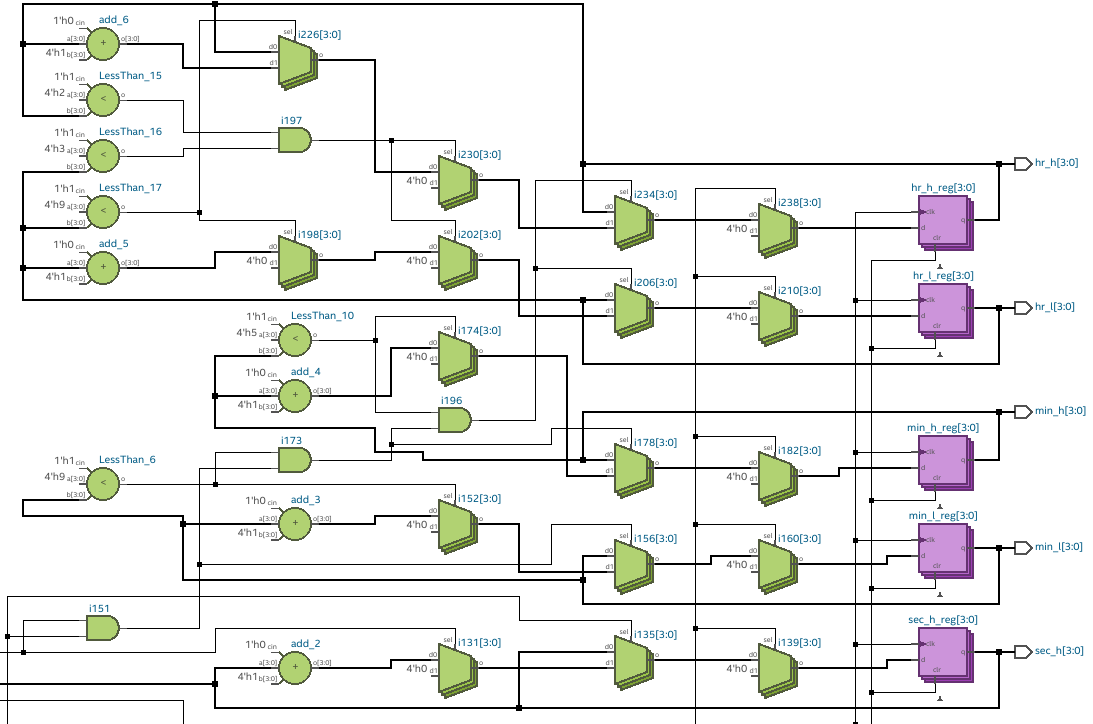 1'h0 cin add_6
a[3:0] + o[3:0]
4'h1 b[3:0]
sel i226[3:0]
d0
d1 o
1'h1 cin LessThan_15
4'h2 a[3:0] < o
b[3:0]
1'h1 cin LessThan_16
4'h3 a[3:0] < o
b[3:0]
i197
sel i230[3:0]
d0
4'h0 d1 o
hr_h[3:0]
1'h1 cin LessThan_17
4'h9 a[3:0] < o
b[3:0]
sel i234[3:0]
d0
d1 o
sel i238[3:0]
d0
4'h0 d1 o
hr_h_reg[3:0]
clk
d
q
clr
1'h0 cin add_5
a[3:0] + o[3:0]
4'h1 b[3:0]
sel i198[3:0]
d0
4'h0 d1 o
sel i202[3:0]
d0
4'h0 d1 o
sel i206[3:0]
d0
d1 o
sel i210[3:0]
d0
4'h0 d1 o
hr_l_reg[3:0]
clk
d
q
clr
hr_l[3:0]
1'h1 cin LessThan_10
4'h5 a[3:0] < o
b[3:0]
sel i174[3:0]
d0
4'h0 d1 o
1'h0 cin add_4
a[3:0] + o[3:0]
4'h1 b[3:0]
i196
min_h[3:0]
i173
sel i178[3:0]
d0
d1 o
sel i182[3:0]
d0
4'h0 d1 o
min_h_reg[3:0]
clk
d
q
clr
1'h1 cin LessThan_6
4'h9 a[3:0] < o
b[3:0]
1'h0 cin add_3
a[3:0] + o[3:0]
4'h1 b[3:0]
sel i152[3:0]
d0
4'h0 d1 o
sel i156[3:0]
d0
d1 o
sel i160[3:0]
d0
4'h0 d1 o
min_l_reg[3:0]
clk
d
q
clr
min_l[3:0]
i151
1'h0 cin add_2
a[3:0] + o[3:0]
4'h1 b[3:0]
sel i131[3:0]
d0
4'h0 d1 o
sel i135[3:0]
d0
d1 o
sel i139[3:0]
d0
4'h0 d1 o
sec_h_reg[3:0]
clk
d
q
clr
sec_h[3:0]